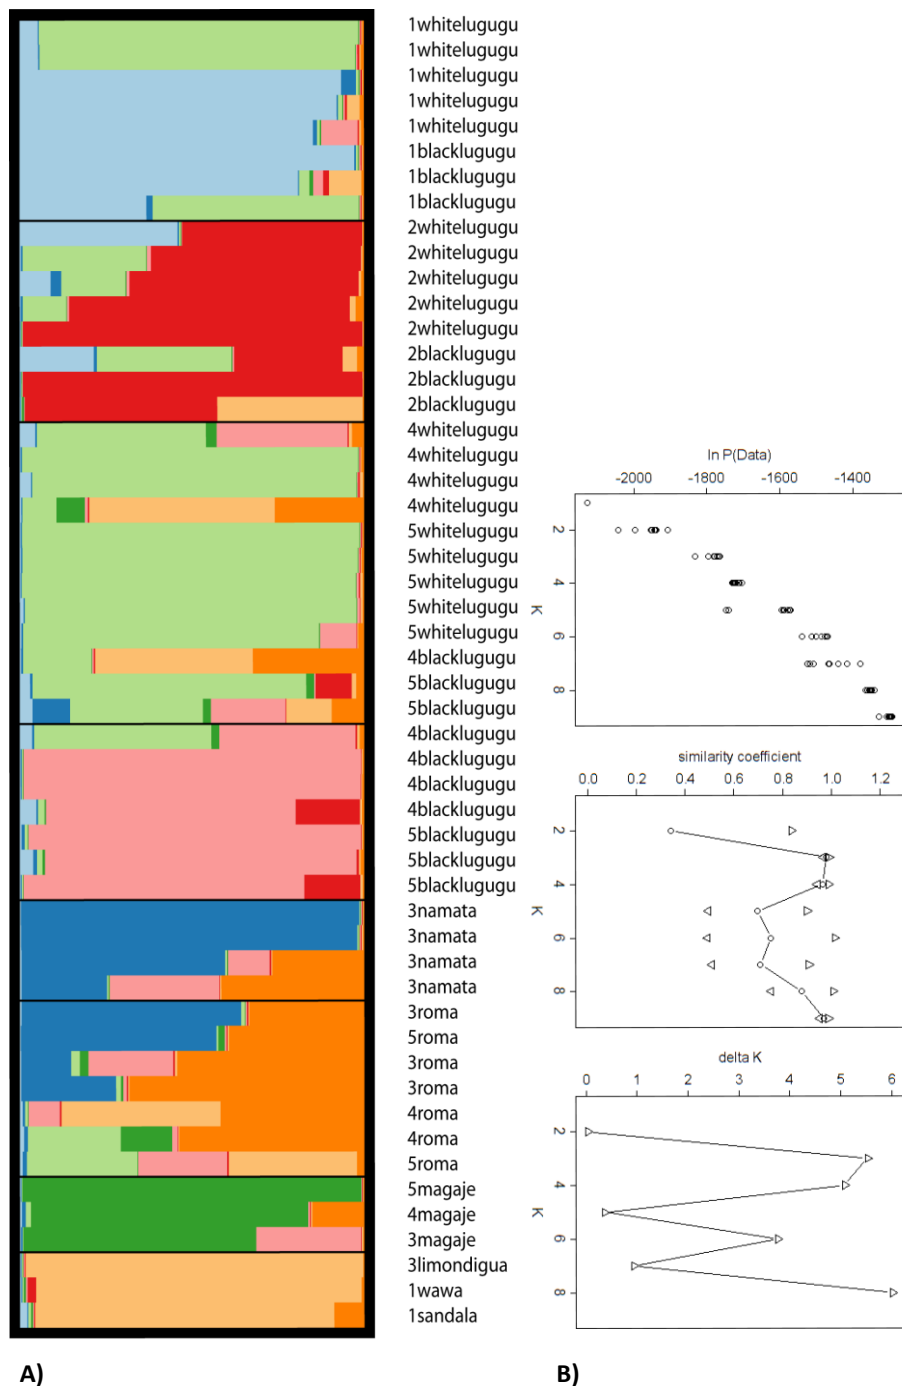 1whitelugugu
1whitelugugu
1whitelugugu
1whitelugugu
1whitelugugu
1blacklugugu
1blacklugugu
1blacklugugu
2whitelugugu
2whitelugugu
2whitelugugu
2whitelugugu
2whitelugugu
2blacklugugu
2blacklugugu
2blacklugugu
4whitelugugu
4whitelugugu
4whitelugugu
4whitelugugu
5whitelugugu
5whitelugugu
5whitelugugu
5whitelugugu
5whitelugugu
4blacklugugu
5blacklugugu
5blacklugugu
4blacklugugu
4blacklugugu
4blacklugugu
4blacklugugu
5blacklugugu
5blacklugugu
5blacklugugu
3namata
3namata
3namata
3namata
3roma
5roma
3roma
3roma
4roma
4roma
5roma
5magaje
4magaje
3magaje
3limondigua
1wawa
1sandala
A)
ln P(Data)
-2000 -1800 -1600 -1400
2
4
K
6
8
similarity coefficient
0.0 0.2 0.4 0.6 0.8 1.0 1.2
2
4
K
6
8
delta K
0 1 2 3 4 5 6
2
4
K
6
8
B)